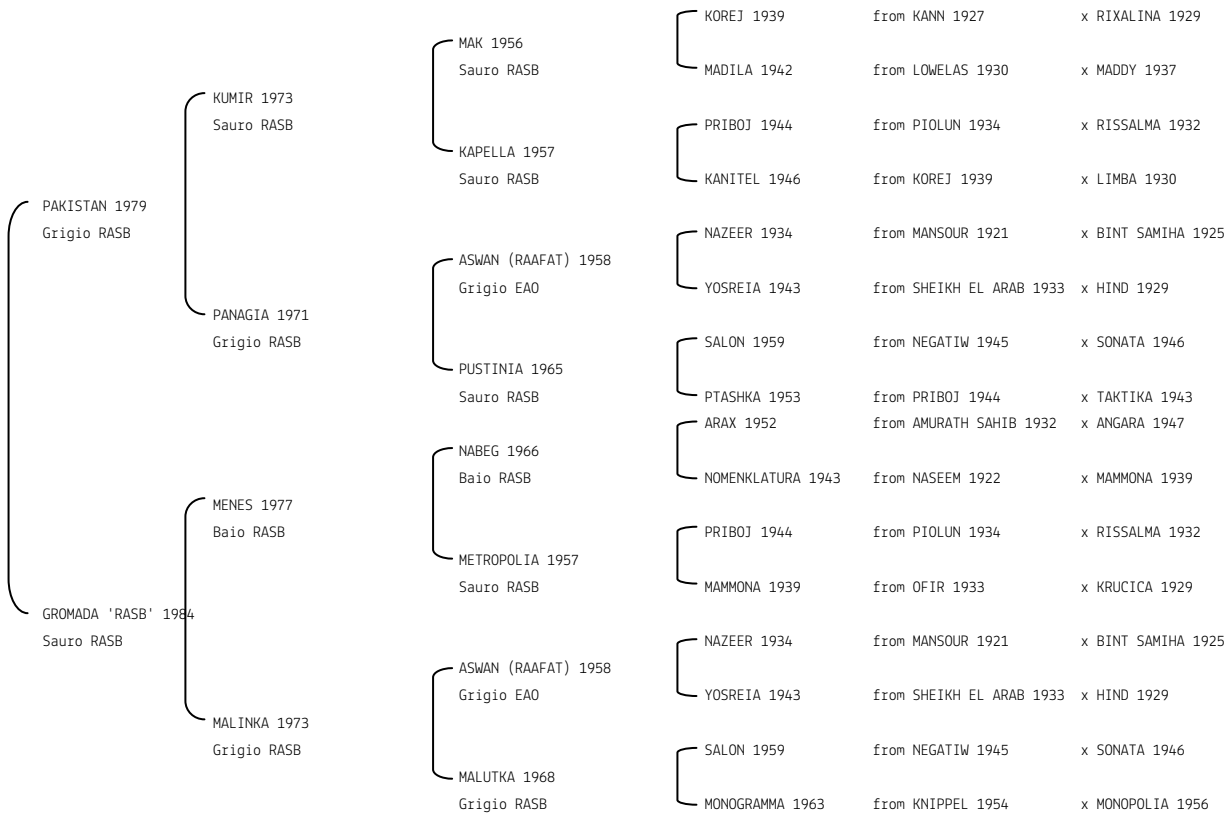 KOREJ 1939 from KANN 1927 x RIXALINA 1929
MAK 1956
Sauro RASB
MADILA 1942 from LOWELAS 1930 x MADDY 1937
KUMIR 1973
Sauro RASB
PRIBOJ 1944 from PIOLUN 1934 x RISSALMA 1932
KAPELLA 1957
Sauro RASB
KANITEL 1946 from KOREJ 1939 x LIMBA 1930
PAKISTAN 1979
Grigio RASB
NAZEER 1934 from MANSOUR 1921 x BINT SAMIHA 1925
ASWAN (RAAFAT) 1958
Grigio EAO
YOSREIA 1943 from SHEIKH EL ARAB 1933 x HIND 1929
PANAGIA 1971
Grigio RASB
SALON 1959 from NEGATIW 1945 x SONATA 1946
PUSTINIA 1965
Sauro RASB
PTASHKA 1953 from PRIBOJ 1944 x TAKTIKA 1943
ARAX 1952 from AMURATH SAHIB 1932 x ANGARA 1947
NABEG 1966
Baio RASB
NOMENKLATURA 1943 from NASEEM 1922 x MAMMONA 1939
MENES 1977
Baio RASB
PRIBOJ 1944 from PIOLUN 1934 x RISSALMA 1932
METROPOLIA 1957
Sauro RASB
MAMMONA 1939 from OFIR 1933 x KRUCICA 1929
GROMADA 'RASB' 1984
Sauro RASB
NAZEER 1934 from MANSOUR 1921 x BINT SAMIHA 1925
ASWAN (RAAFAT) 1958
Grigio EAO
YOSREIA 1943 from SHEIKH EL ARAB 1933 x HIND 1929
MALINKA 1973
Grigio RASB
SALON 1959 from NEGATIW 1945 x SONATA 1946
MALUTKA 1968
Grigio RASB
MONOGRAMMA 1963 from KNIPPEL 1954 x MONOPOLIA 1956